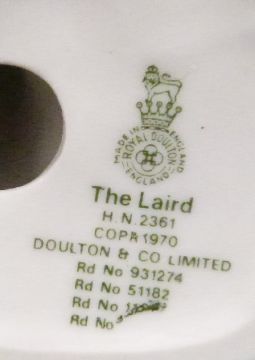 MADE IN ENGLAND
ROYAL DOULTON
ENGLAND
The Laird
H.N.2361
COPR 1970
DOULTON & CO LIMITED
Rd No 931274
Rd No 51182
Rd No
Rd No